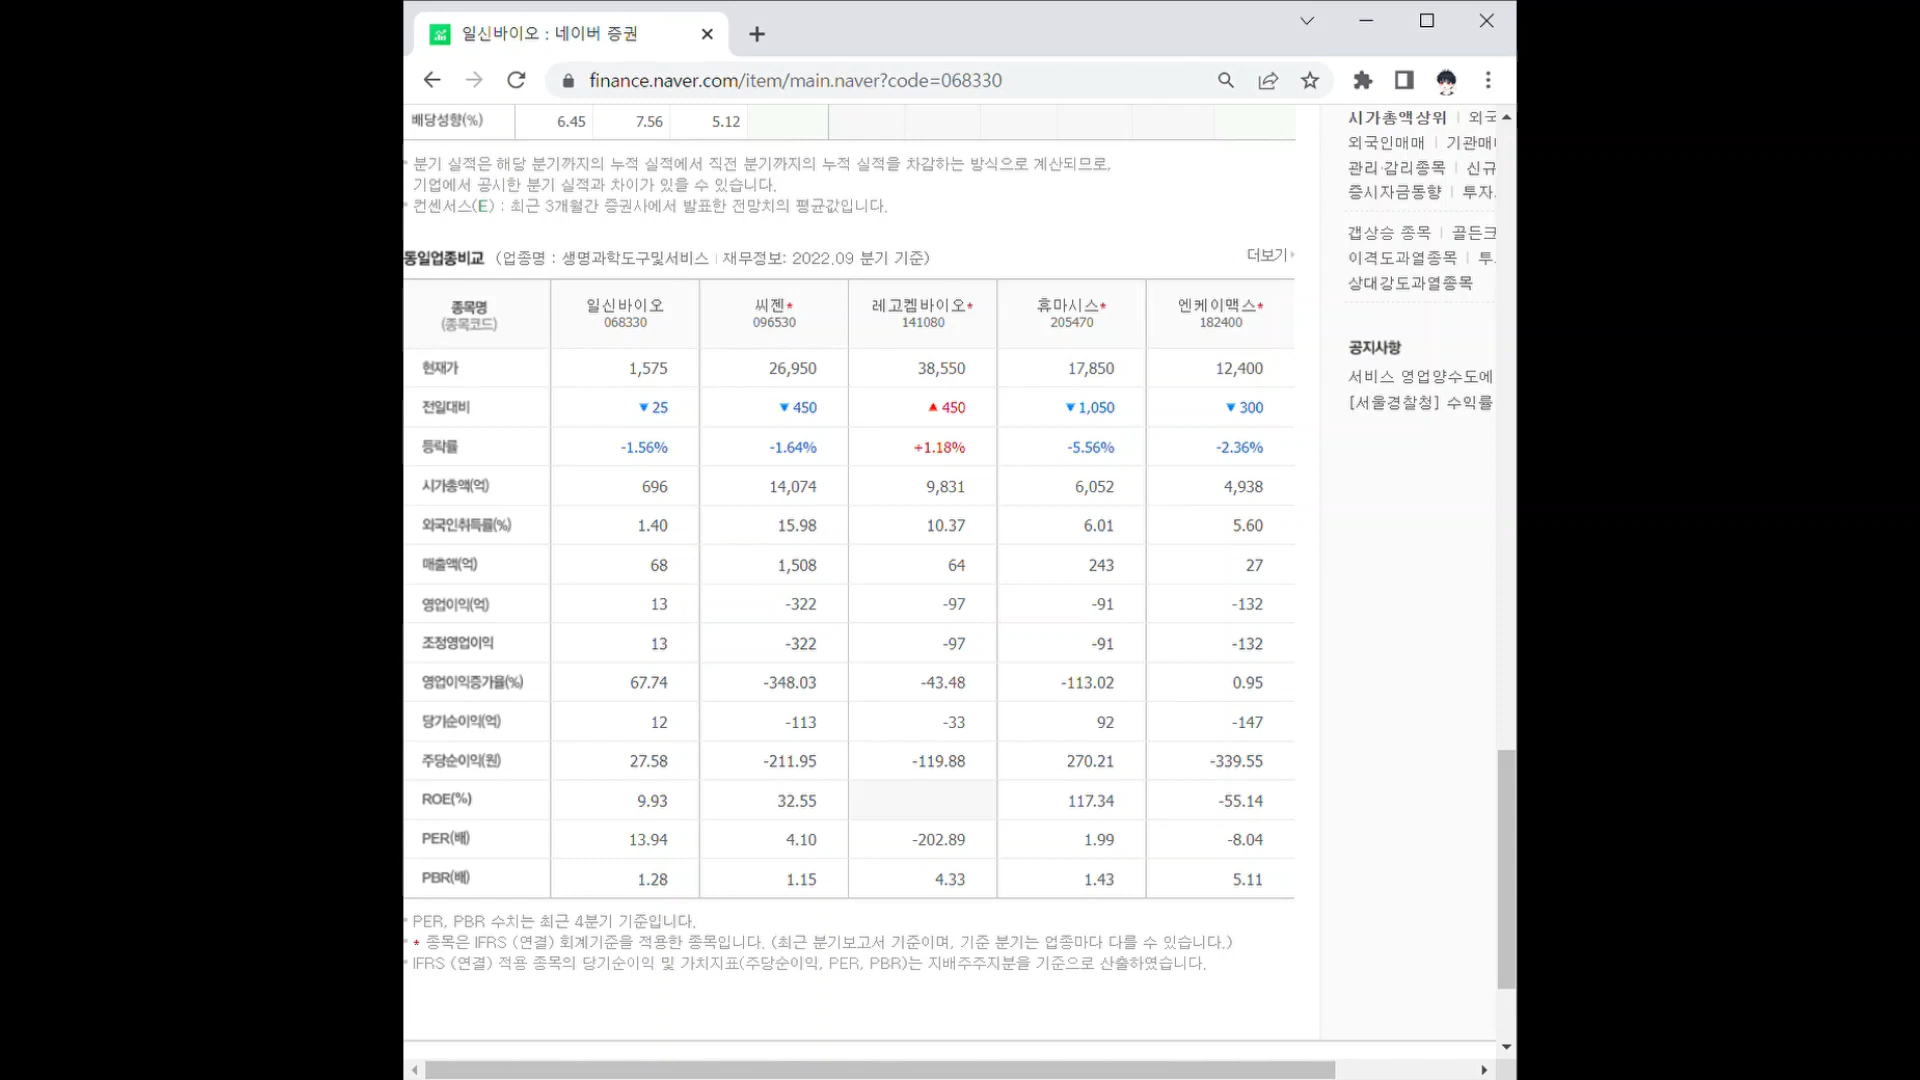 일신바이오 : 네이버 증권
finance.naver.com/item/main.naver?code=068330
배당성향(%) 6.45 7.56 5.12
* 분기 실적은 해당 분기까지의 누적 실적에서 직전 분기까지의 누적 실적을 차감하는 방식으로 계산되므로,
기업에서 공시한 분기 실적과 차이가 있을 수 있습니다.
* 컨센서스(E) : 최근 3개월간 증권사에서 발표한 전망치의 평균값입니다.
동일업종비교 (업종명 : 생명과학도구및서비스 | 재무정보: 2022.09 분기 기준) 더보기
종목명 일신바이오 씨젠* 레고켐바이오* 휴마시스* 엔케이맥스*
(종목코드) 068330 096530 141080 205470 182400
현재가 1,575 26,950 38,550 17,850 12,400
전일대비 ▼25 ▼450 ▲450 ▼1,050 ▼300
등락률 -1.56% -1.64% +1.18% -5.56% -2.36%
시가총액(억) 696 14,074 9,831 6,052 4,938
외국인취득률(%) 1.40 15.98 10.37 6.01 5.60
매출액(억) 68 1,508 64 243 27
영업이익(억) 13 -322 -97 -91 -132
조정영업이익 13 -322 -97 -91 -132
영업이익증가율(%) 67.74 -348.03 -43.48 -113.02 0.95
당기순이익(억) 12 -113 -33 92 -147
주당순이익(원) 27.58 -211.95 -119.88 270.21 -339.55
ROE(%) 9.93 32.55 117.34 -55.14
PER(배) 13.94 4.10 -202.89 1.99 -8.04
PBR(배) 1.28 1.15 4.33 1.43 5.11
* PER, PBR 수치는 최근 4분기 기준입니다.
* * 종목은 IFRS (연결) 회계기준을 적용한 종목입니다. (최근 분기보고서 기준이며, 기준 분기는 업종마다 다를 수 있습니다.)
* IFRS (연결) 적용 종목의 당기순이익 및 가치지표(주당순이익, PER, PBR)는 지배주주지분을 기준으로 산출하였습니다.
시가총액상위 | 외국
외국인매매 | 기관매
관리·감리종목 | 신규
증시자금동향 | 투자
갭상승 종목 | 골든크
이격도과열종목 | 투
상대강도과열종목
공지사항
서비스 영업양수도에
[서울경찰청] 수익률